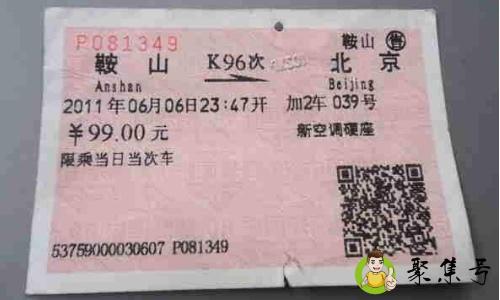 P081349 鞍山 售
鞍山 K96次 北京
Anshan Beijing
2011年06月06日23:47开 加2车 039号
￥99.00元 新空调硬座
限乘当日当次车
53759000030607 P081349
聚集号